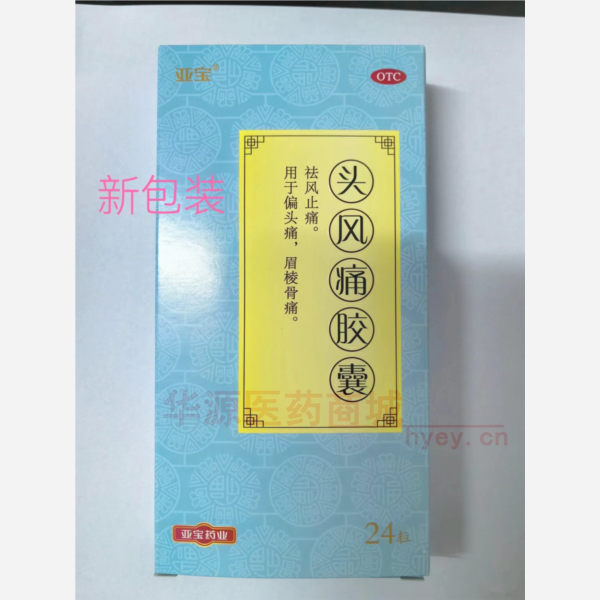 亚宝
OTC
新包装
头风痛胶囊
祛风止痛。
用于偏头痛，眉棱骨痛。
华源医药商城
hyey.cn
亚宝药业
24粒